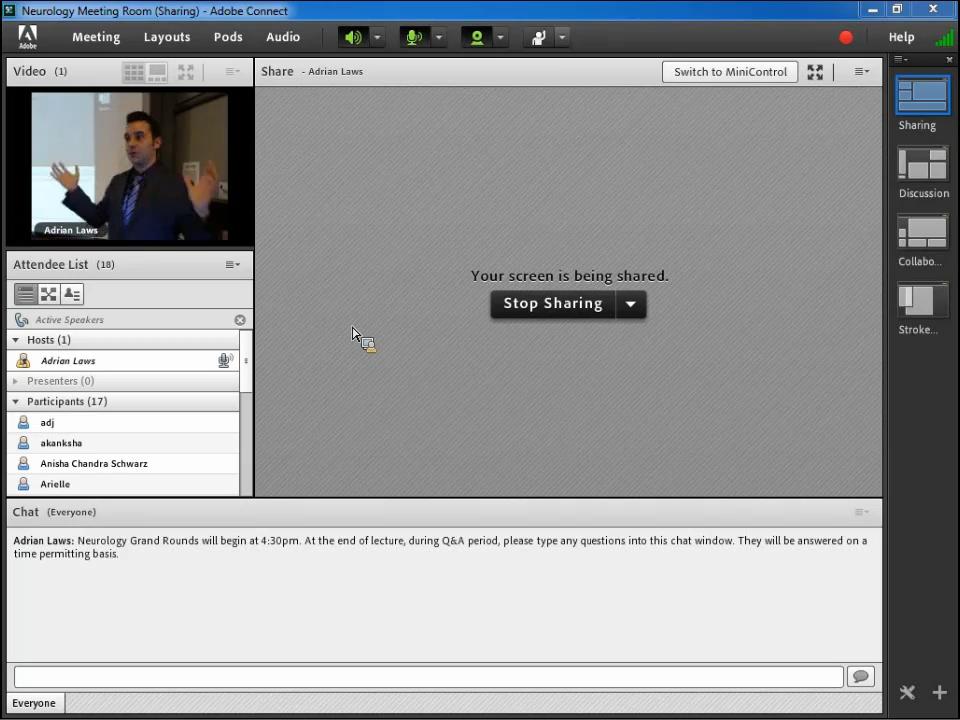 Neurology Meeting Room (Sharing) - Adobe Connect
Adobe
Meeting
Layouts
Pods
Audio
Help
Video (1)
Adrian Laws
Share - Adrian Laws
Switch to MiniControl
Your screen is being shared.
Stop Sharing
Attendee List (18)
Active Speakers
Hosts (1)
Adrian Laws
Presenters (0)
Participants (17)
adj
akanksha
Anisha Chandra Schwarz
Arielle
Sharing
Discussion
Collabo...
Stroke...
Chat (Everyone)
Adrian Laws: Neurology Grand Rounds will begin at 4:30pm. At the end of lecture, during Q&A period, please type any questions into this chat window. They will be answered on a
time permitting basis.
Everyone